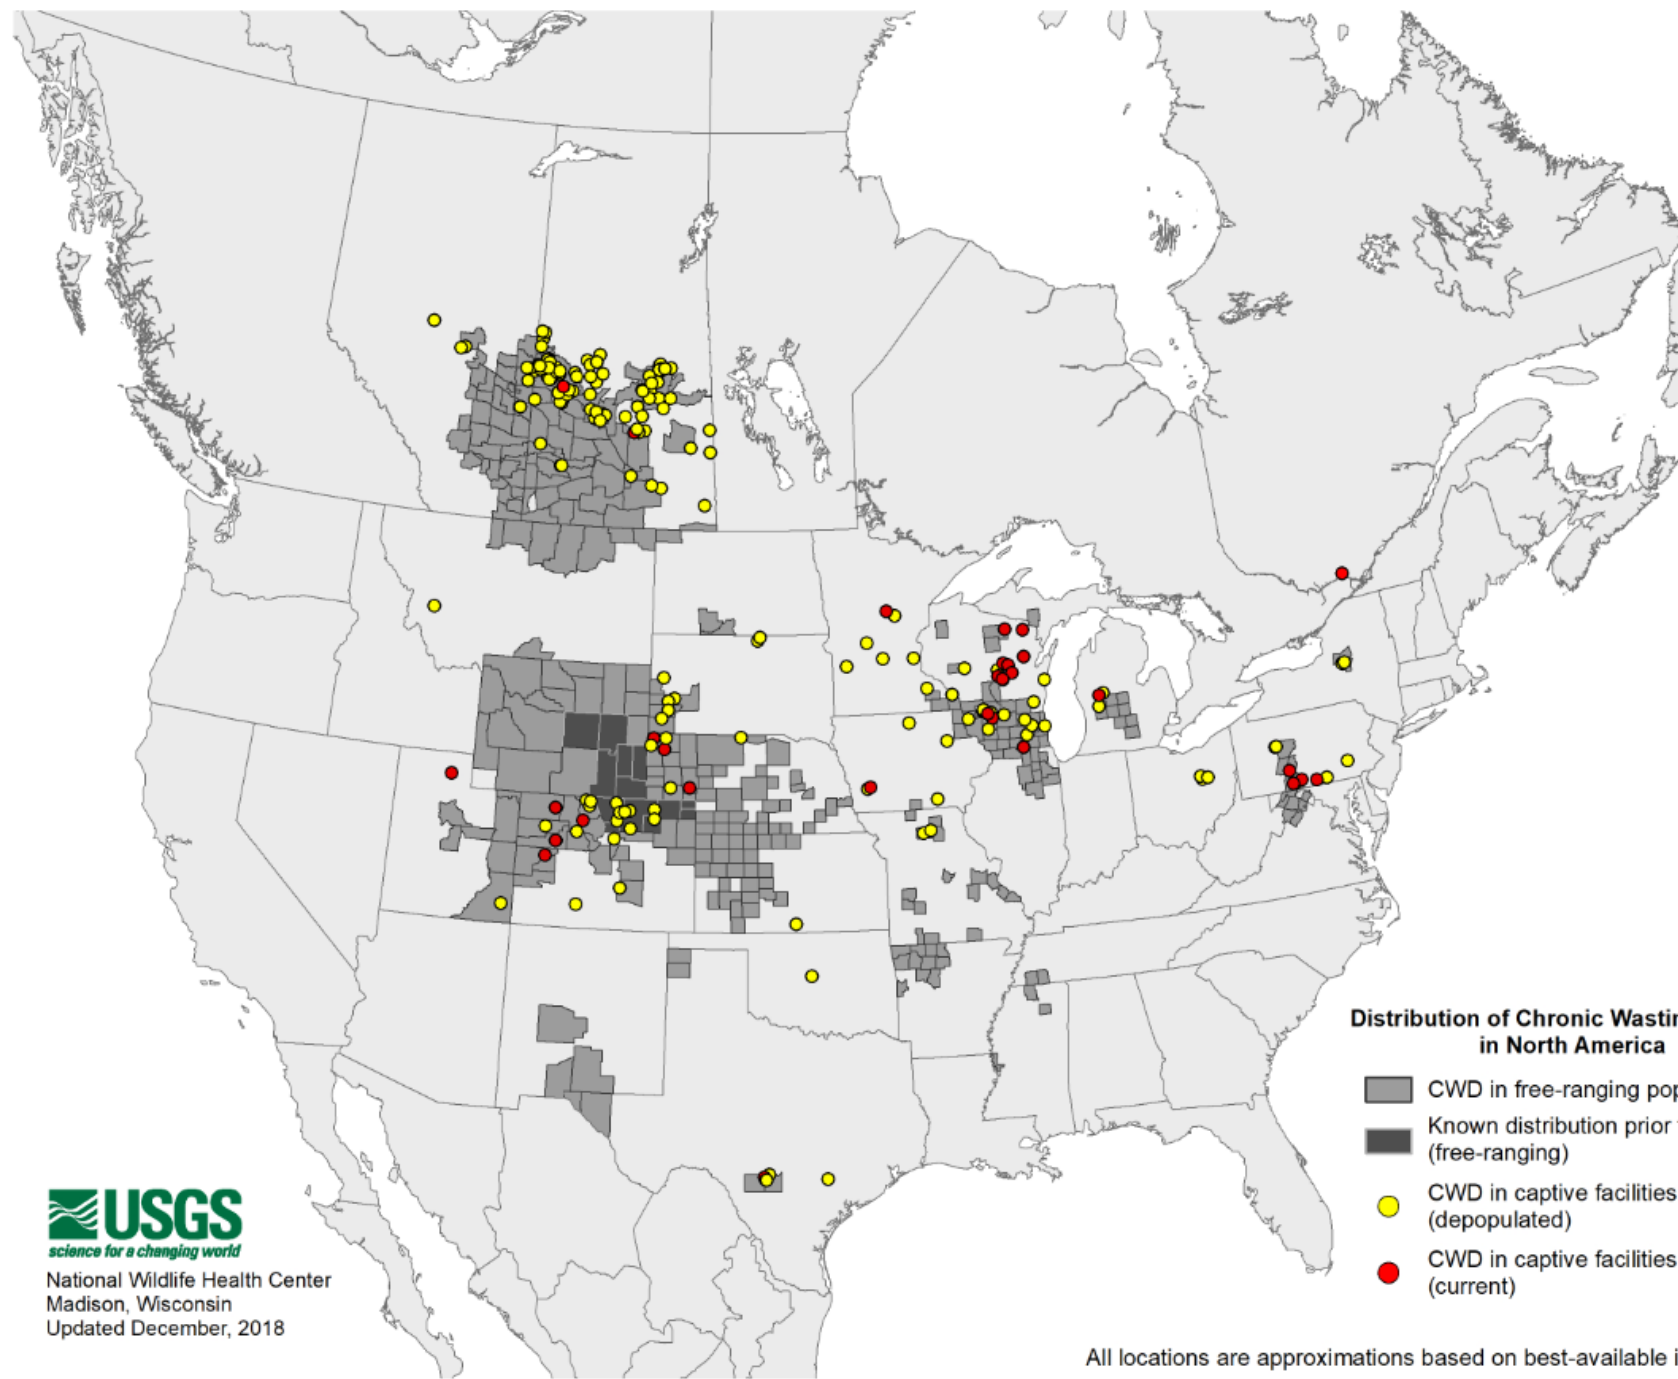 Distribution of Chronic
in North America
CWD in free-ranging
Known distribution prior
(free-ranging)
CWD in captive facilities
(depopulated)
CWD in captive facilities
(current)
USGS
science for a changing world
National Wildlife Health Center
Madison, Wisconsin
Updated December, 2018
All locations are approximations based on best-available